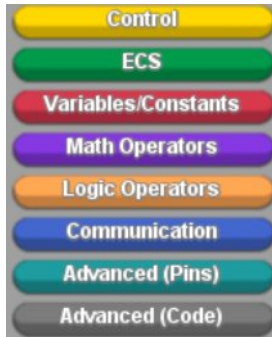 Control
ECS
Variables/Constants
Math Operators
Logic Operators
Communication
Advanced (Pins)
Advanced (Code)